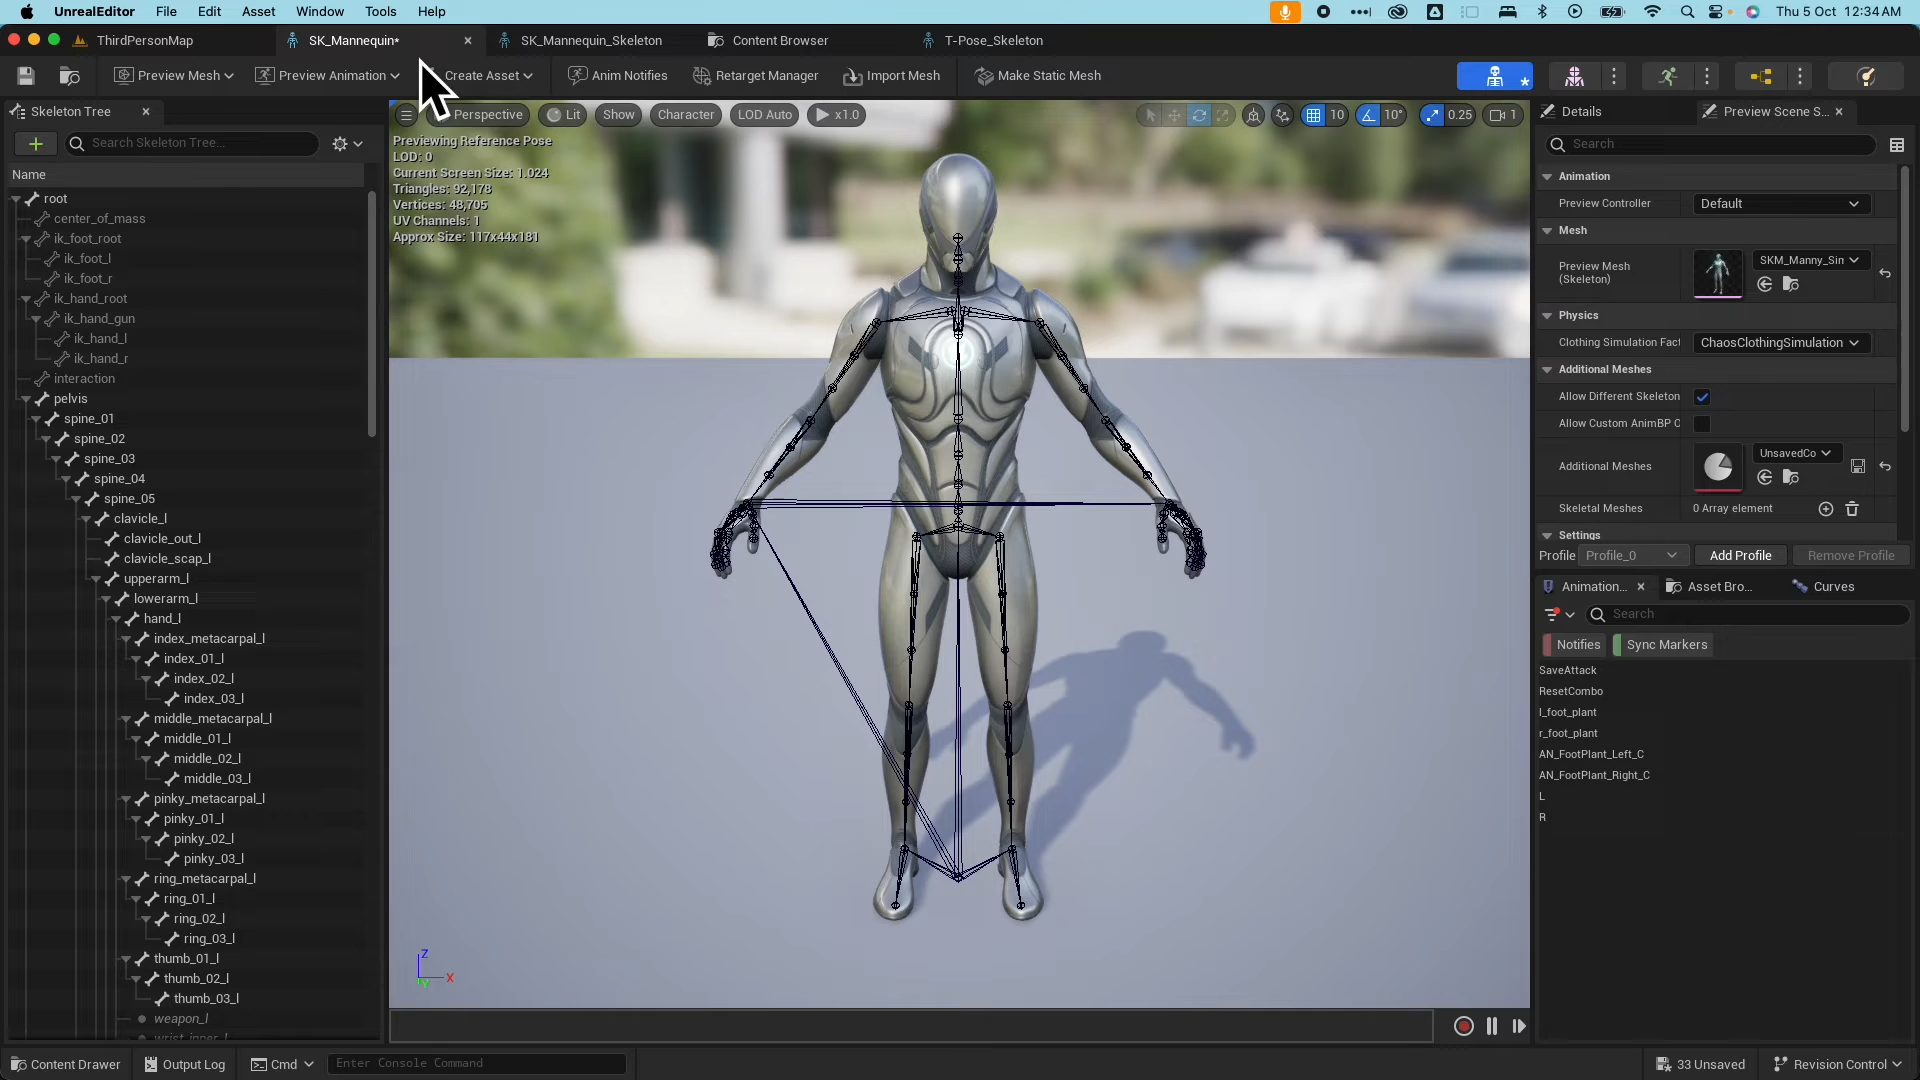 UnrealEditor File Edit Asset Window Tools Help
Thu 5 Oct 12:34AM
ThirdPersonMap
SK_Mannequin*
SK_Mannequin_Skeleton
Content Browser
T-Pose_Skeleton
Preview Mesh
Preview Animation
Create Asset
Anim Notifies
Retarget Manager
Import Mesh
Make Static Mesh
Skeleton Tree
Search Skeleton Tree...
Name
root
center_of_mass
ik_foot_root
ik_foot_l
ik_foot_r
ik_hand_root
ik_hand_gun
ik_hand_l
ik_hand_r
interaction
pelvis
spine_01
spine_02
spine_03
spine_04
spine_05
clavicle_l
clavicle_out_l
clavicle_scap_l
upperarm_l
lowerarm_l
hand_l
index_metacarpal_l
index_01_l
index_02_l
index_03_l
middle_metacarpal_l
middle_01_l
middle_02_l
middle_03_l
pinky_metacarpal_l
pinky_01_l
pinky_02_l
pinky_03_l
ring_metacarpal_l
ring_01_l
ring_02_l
ring_03_l
thumb_01_l
thumb_02_l
thumb_03_l
weapon_l
wrist_inner_l
Perspective
Lit
Show
Character
LOD Auto
x1.0
10
10°
0.25
1
Previewing Reference Pose
LOD: 0
Current Screen Size: 1.024
Triangles: 92,178
Vertices: 48,705
UV Channels: 1
Approx Size: 117x44x181
Z
X
Y
Details
Preview Scene S...
Search
Animation
Preview Controller
Default
Mesh
Preview Mesh
(Skeleton)
SKM_Manny_Sim
Physics
Clothing Simulation Fact
ChaosClothingSimulation
Additional Meshes
Allow Different Skeleton
Allow Custom AnimBP O
Additional Meshes
UnsavedCo
Skeletal Meshes
0 Array element
Settings
Profile
Profile_0
Add Profile
Remove Profile
Animation...
Asset Bro...
Curves
Search
Notifies
Sync Markers
SaveAttack
ResetCombo
l_foot_plant
r_foot_plant
AN_FootPlant_Left_C
AN_FootPlant_Right_C
L
R
Content Drawer
Output Log
Cmd
Enter Console Command
33 Unsaved
Revision Control